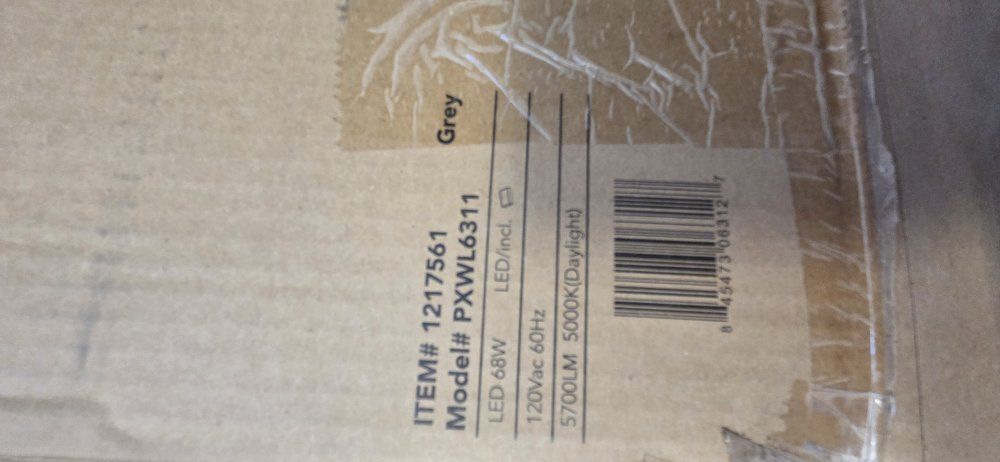 ITEM# 1217561
Model# PXWL6311 Grey
LED 68W LED/incl.
120Vac 60Hz
5700LM 5000K(Daylight)
8 45473 06312 7